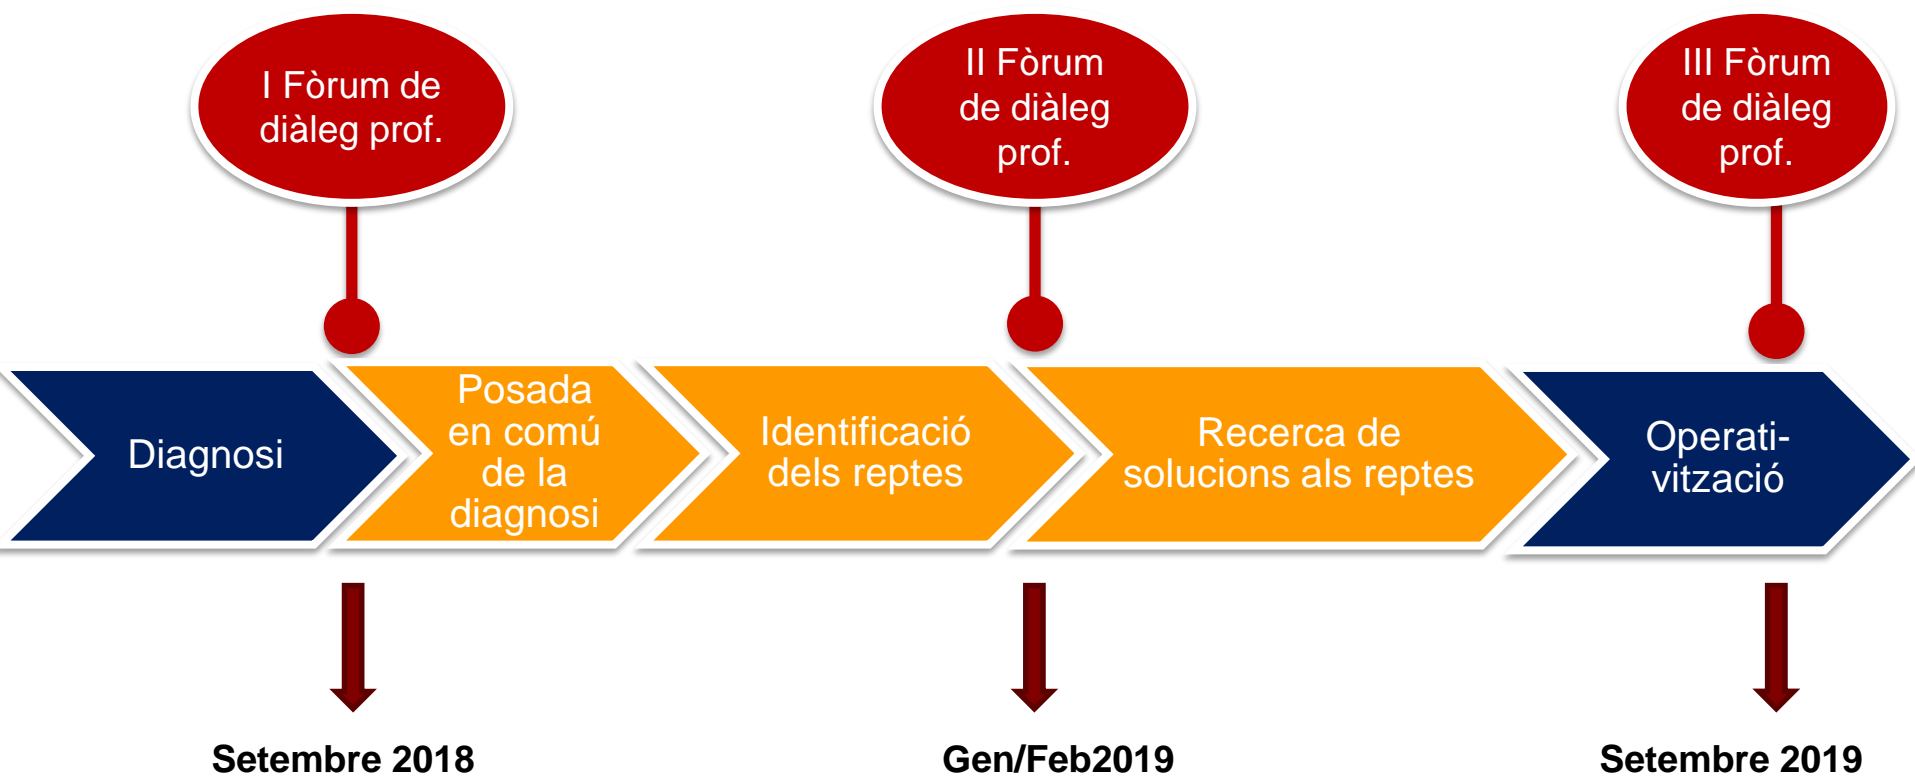 I Fòrum de
diàleg prof.
II Fòrum
de diàleg
prof.
III Fòrum
de diàleg
prof.
Diagnosi
Posada
en comú
de la
diagnosi
Identificació
dels reptes
Recerca de
solucions als reptes
Operati-
vització
Setembre 2018
Gen/Feb2019
Setembre 2019